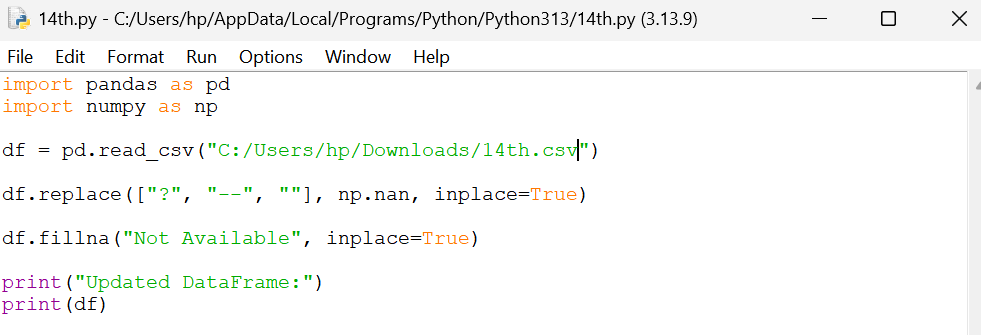 14th.py - C:/Users/hp/AppData/Local/Programs/Python/Python313/14th.py (3.13.9)
File Edit Format Run Options Window Help
import pandas as pd
import numpy as np
df = pd.read_csv("C:/Users/hp/Downloads/14th.csv")
df.replace(["?", "--", ""], np.nan, inplace=True)
df.fillna("Not Available", inplace=True)
print("Updated DataFrame:")
print(df)